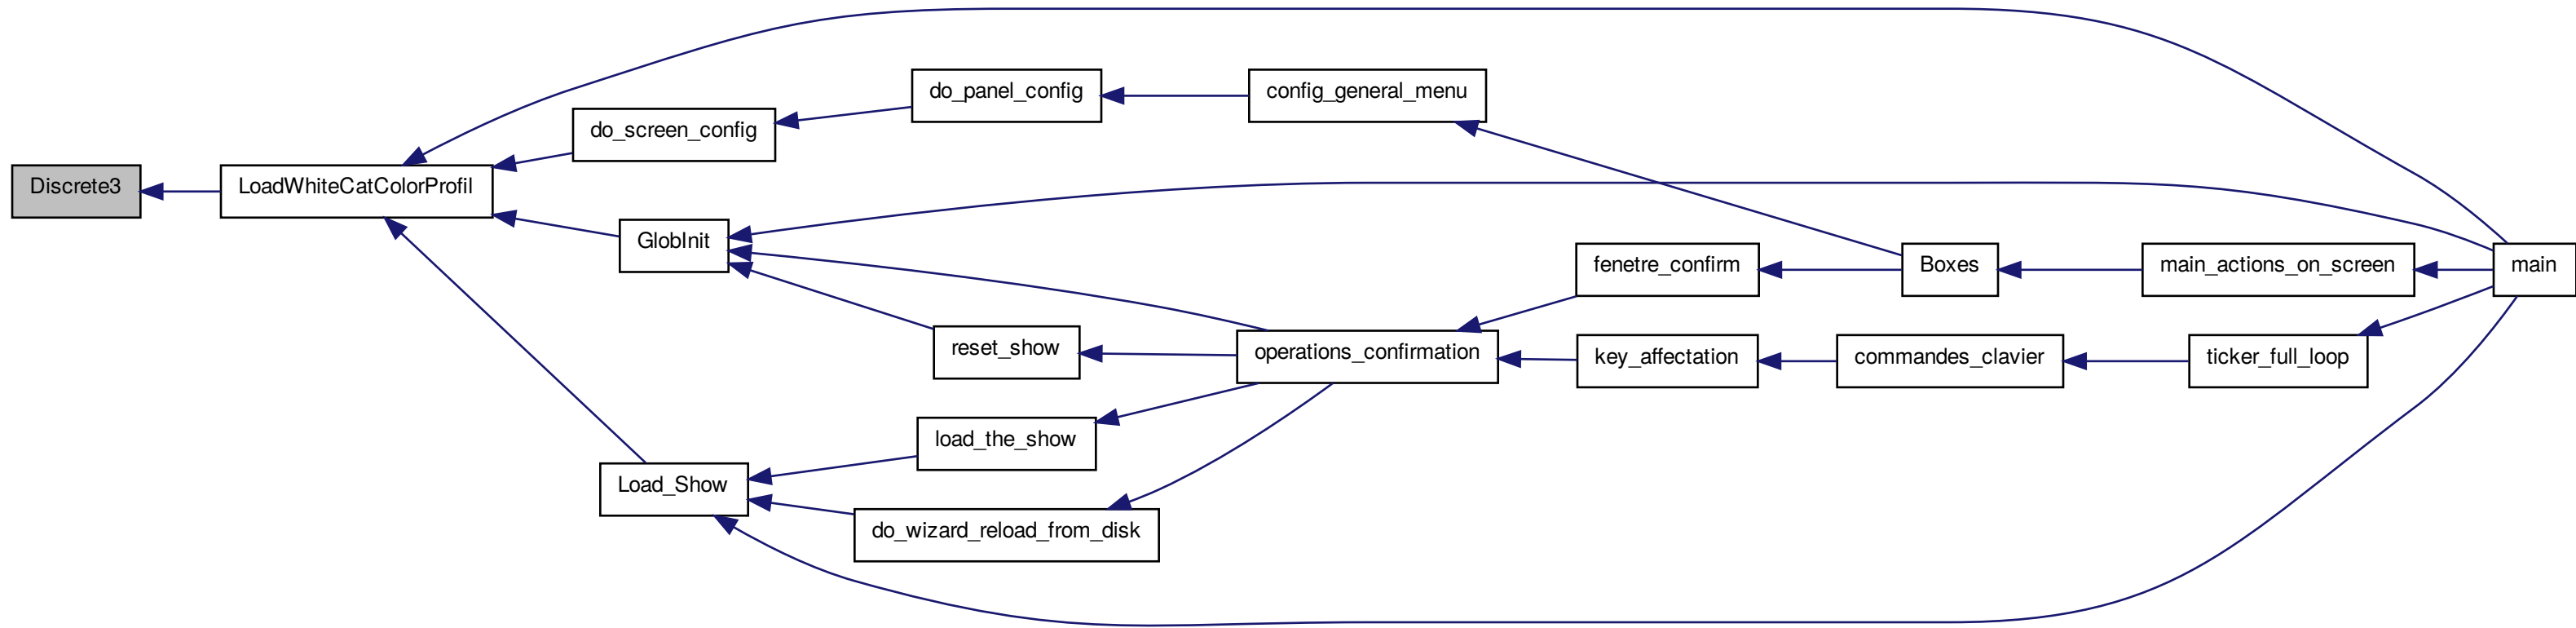 Discrete3
LoadWhiteCatColorProfil
do_screen_config
do_panel_config
config_general_menu
GlobInit
reset_show
operations_confirmation
fenetre_confirm
Boxes
main_actions_on_screen
main
key_affectation
commandes_clavier
ticker_full_loop
load_the_show
Load_Show
do_wizard_reload_from_disk